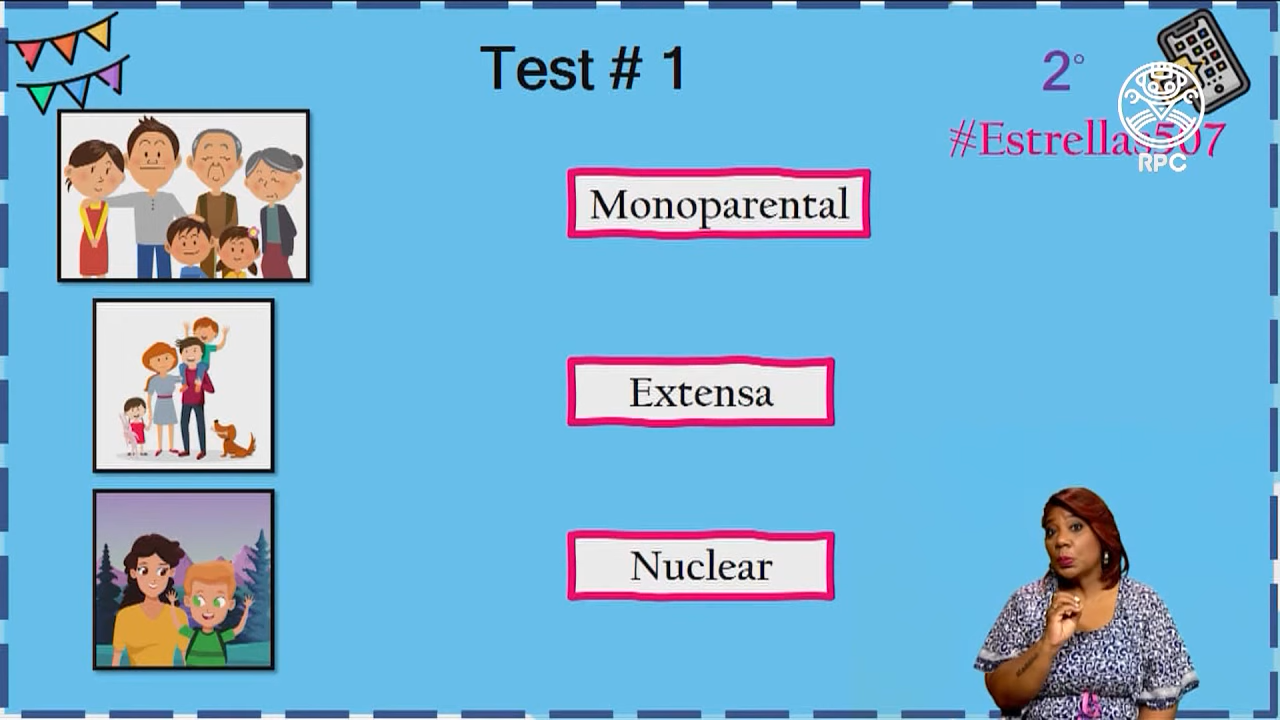 Test # 1
2°
#Estrellas507
RPC
Monoparental
Extensa
Nuclear